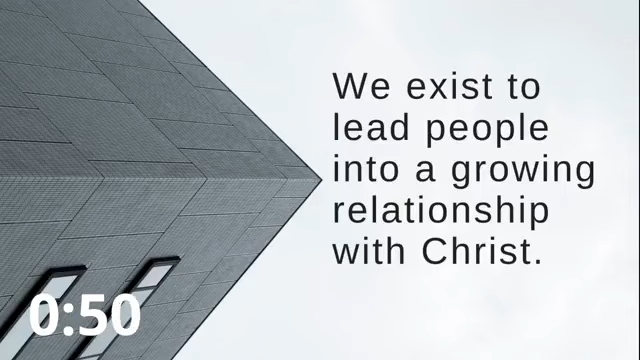 We exist to
lead people
into a growing
relationship
with Christ.
0:50